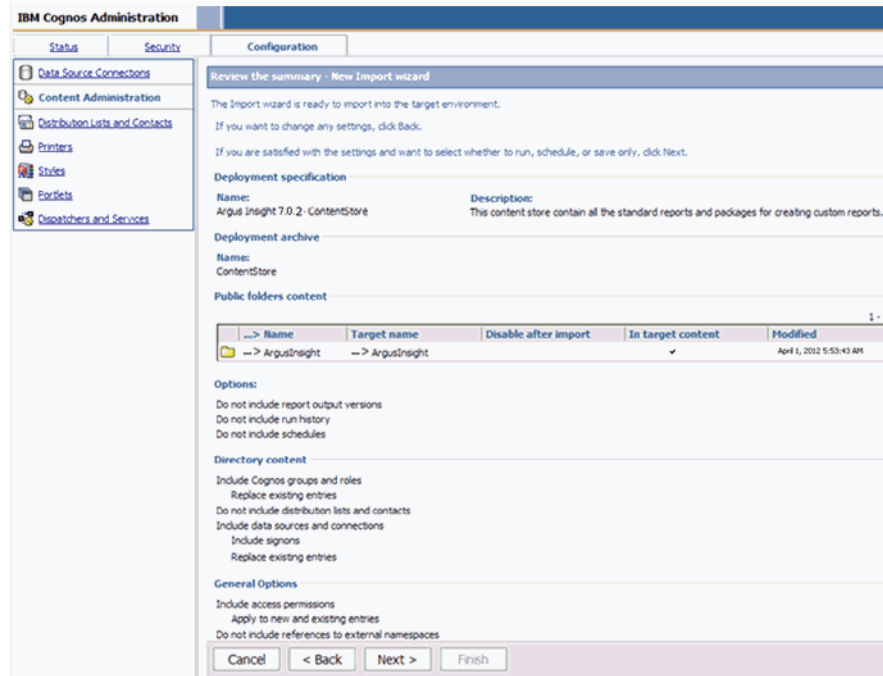 IBM Cognos Administration
Status Security Configuration
Data Source Connections
Content Administration
Distribution Lists and Contacts
Printers
Styles
Portlets
Dispatchers and Services
Review the summary - New Import wizard
The Import wizard is ready to import into the target environment.
If you want to change any settings, click Back.
If you are satisfied with the settings and want to select whether to run, schedule, or save only, click Next.
Deployment specification
Name: Description:
Argus Insight 7.0.2- ContentStore This content store contain all the standard reports and packages for creating custom reports.
Deployment archive
Name:
ContentStore
Public folders content
1 -
...> Name Target name Disable after import In target content Modified
...> ArgusInsight ...> ArgusInsight ✔ April 1, 2012 5:53:43 AM
Options:
Do not include report output versions
Do not include run history
Do not include schedules
Directory content
Include Cognos groups and roles
Replace existing entries
Do not include distribution lists and contacts
Include data sources and connections
Include signons
Replace existing entries
General Options
Include access permissions
Apply to new and existing entries
Do not include references to external namespaces
Cancel < Back Next > Finish